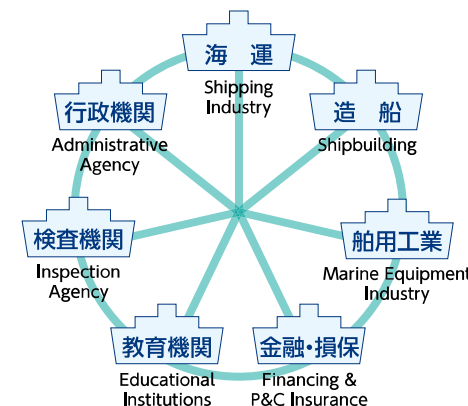 海 運
Shipping
Industry
造 船
Shipbuilding
舶用工業
Marine Equipment
Industry
金融・損保
Financing &
P&C Insurance
教育機関
Educational
Institutions
検査機関
Inspection
Agency
行政機関
Administrative
Agency